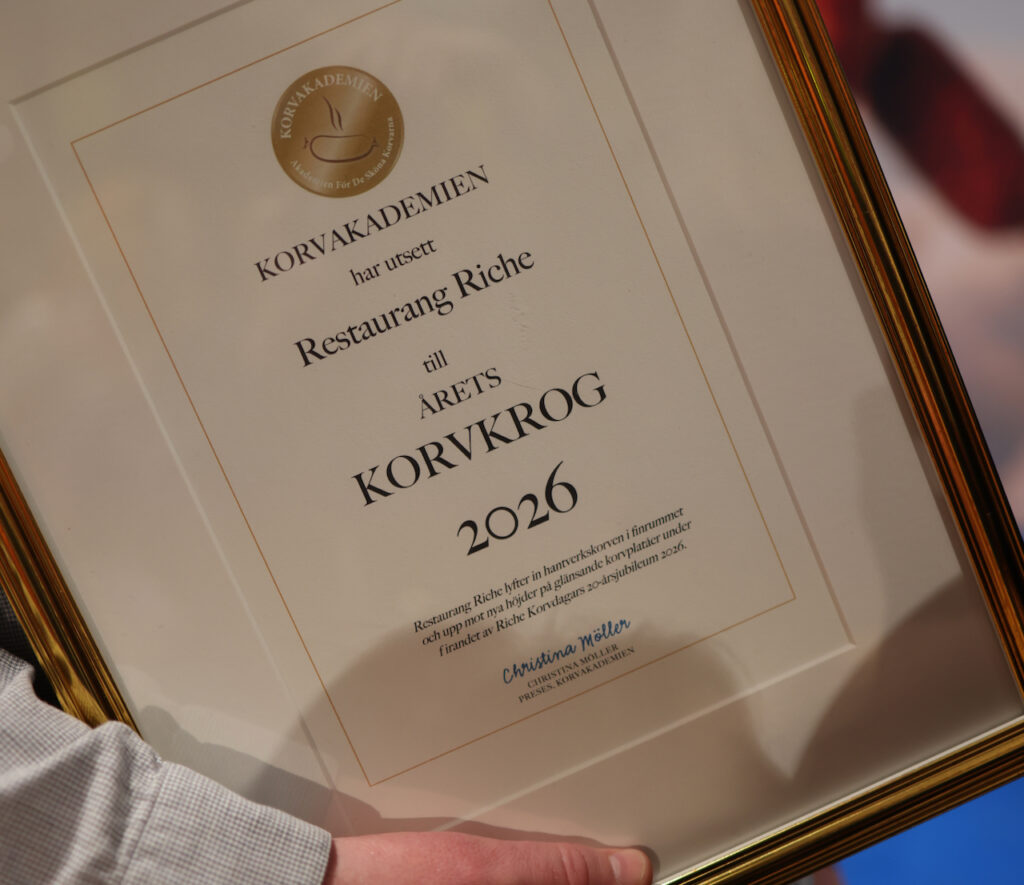 KORVAKADEMIEN
Akademien För De Sköna Korvarna
KORVAKADEMIEN
har utsett
Restaurang Riche
till
ÅRETS
KORVKROG
2026
Restaurang Riche lyfter in hantverkskorven i finrummet
och upp mot nya höjder på glänsande korvplatåer under
firandet av Riche Korvdagars 20-årsjubileum 2026.
Christina Möller
CHRISTINA MÖLLER
PRESES, KORVAKADEMIEN